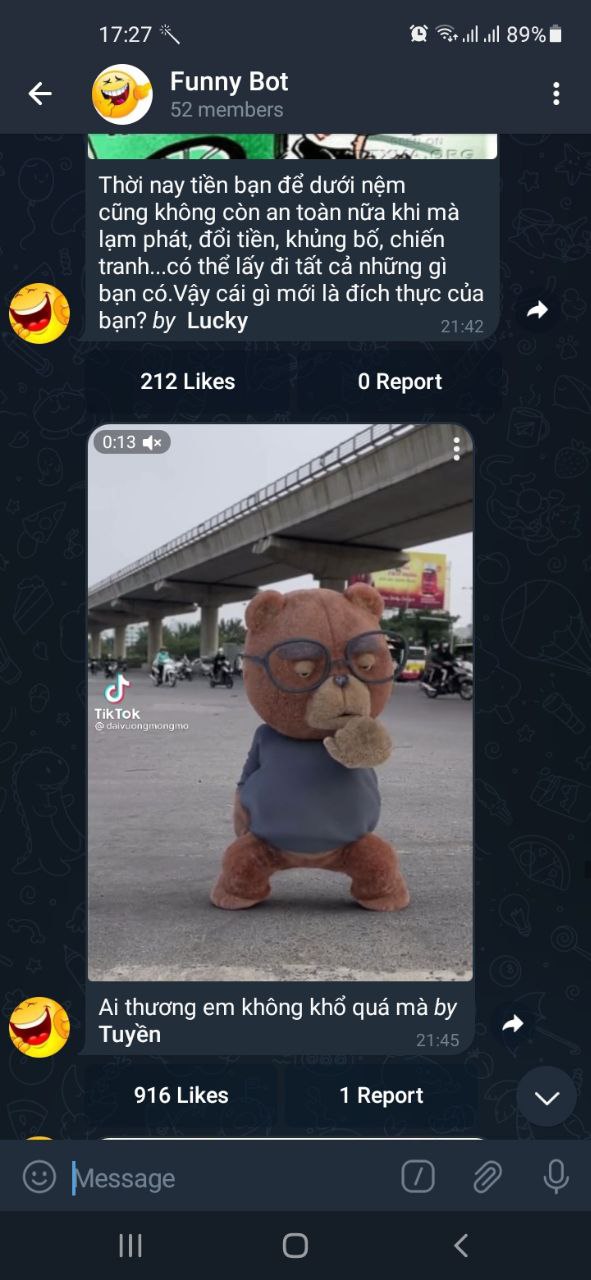 17:27
89%
Funny Bot
52 members
Thời nay tiền bạn để dưới nệm
cũng không còn an toàn nữa khi mà
lạm phát, đổi tiền, khủng bố, chiến
tranh...có thể lấy đi tất cả những gì
bạn có.Vậy cái gì mới là đích thực của
bạn? by Lucky
21:42
212 Likes
0 Report
0:13
TikTok
@daivuongmongmo
Ai thương em không khổ quá mà by
Tuyền
21:45
916 Likes
1 Report
Message